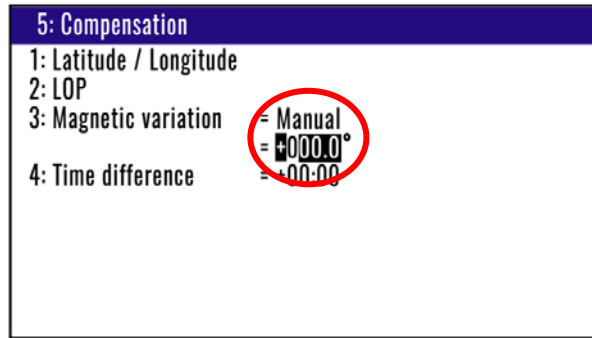 5: Compensation
1: Latitude / Longitude
2: LOP
3: Magnetic variation = Manual
= +000.0°
4: Time difference = +00:00